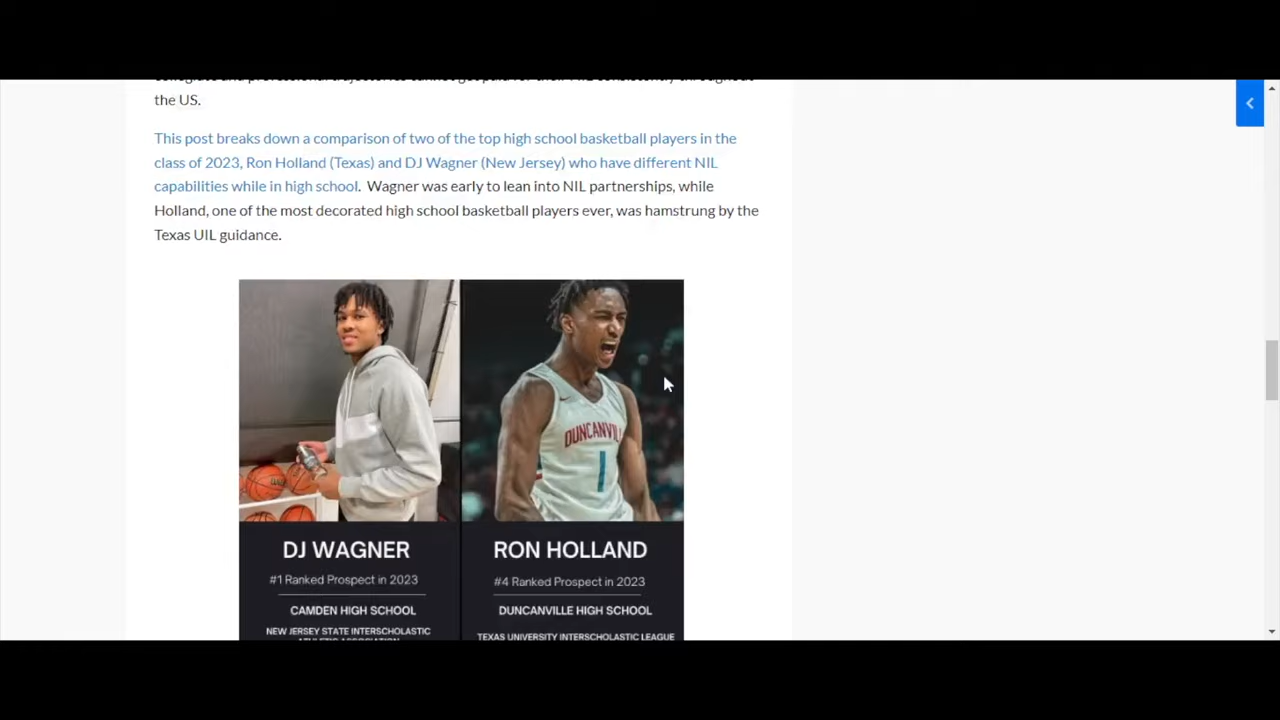 the US.
This post breaks down a comparison of two of the top high school basketball players in the
class of 2023, Ron Holland (Texas) and DJ Wagner (New Jersey) who have different NIL
capabilities while in high school.  Wagner was early to lean into NIL partnerships, while
Holland, one of the most decorated high school basketball players ever, was hamstrung by the
Texas UIL guidance.
DUNCANVIL
1
DJ WAGNER
#1 Ranked Prospect in 2023
CAMDEN HIGH SCHOOL
NEW JERSEY STATE INTERSCHOLASTIC
RON HOLLAND
#4 Ranked Prospect in 2023
DUNCANVILLE HIGH SCHOOL
TEXAS UNIVERSITY INTERSCHOLASTIC LEAGUE